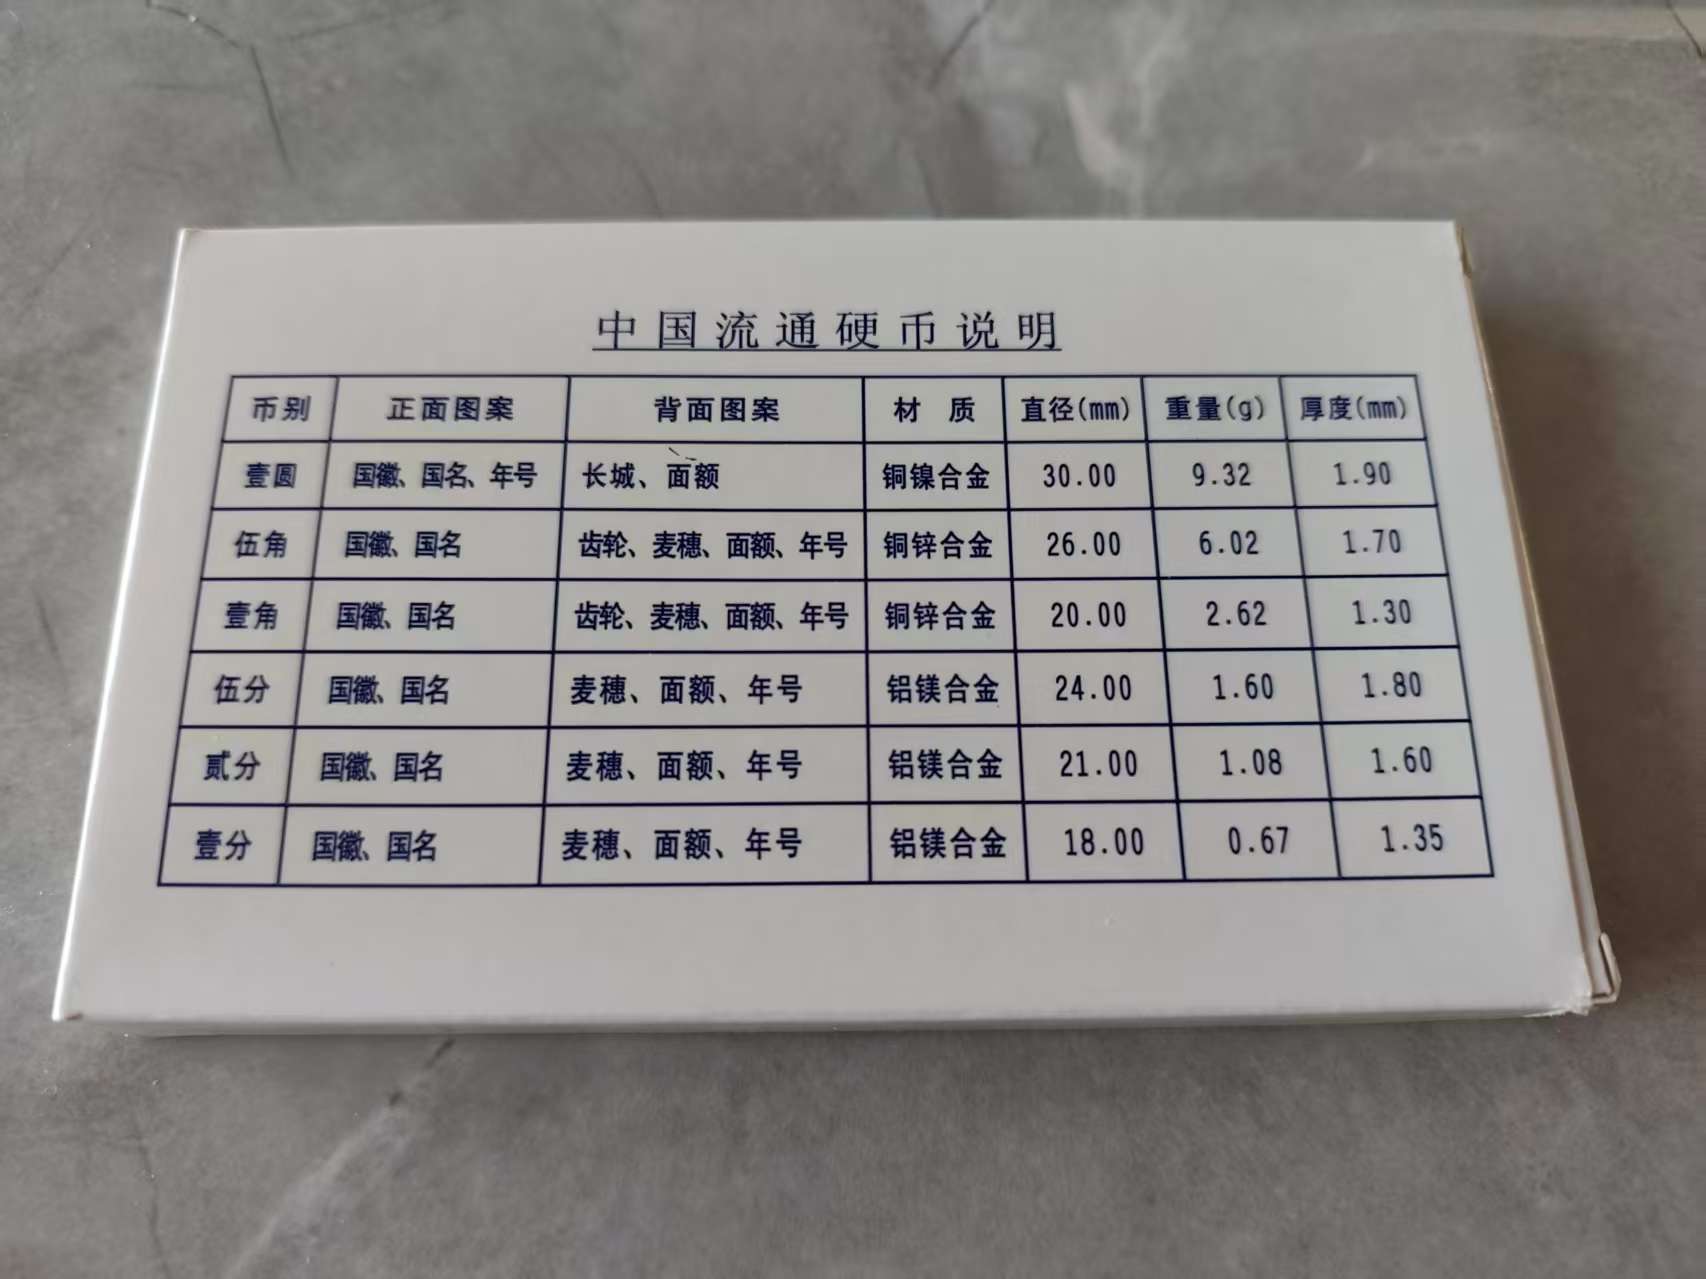 中国流通硬币说明
币别 正面图案 背面图案 材 质 直径(mm) 重量(g) 厚度(mm)
壹圆 国徽、国名、年号 长城、面额 铜镍合金 30.00 9.32 1.90
伍角 国徽、国名 齿轮、麦穗、面额、年号 铜锌合金 26.00 6.02 1.70
壹角 国徽、国名 齿轮、麦穗、面额、年号 铜锌合金 20.00 2.62 1.30
伍分 国徽、国名 麦穗、面额、年号 铝镁合金 24.00 1.60 1.80
贰分 国徽、国名 麦穗、面额、年号 铝镁合金 21.00 1.08 1.60
壹分 国徽、国名 麦穗、面额、年号 铝镁合金 18.00 0.67 1.35